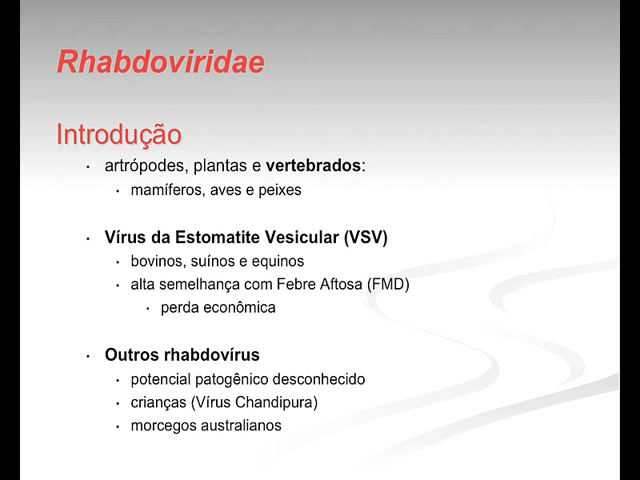 Rhabdoviridae
Introdução
• artrópodes, plantas e vertebrados:
• mamíferos, aves e peixes
• Vírus da Estomatite Vesicular (VSV)
• bovinos, suínos e equinos
• alta semelhança com Febre Aftosa (FMD)
• perda econômica
• Outros rhabdovírus
• potencial patogênico desconhecido
• crianças (Vírus Chandipura)
• morcegos australianos